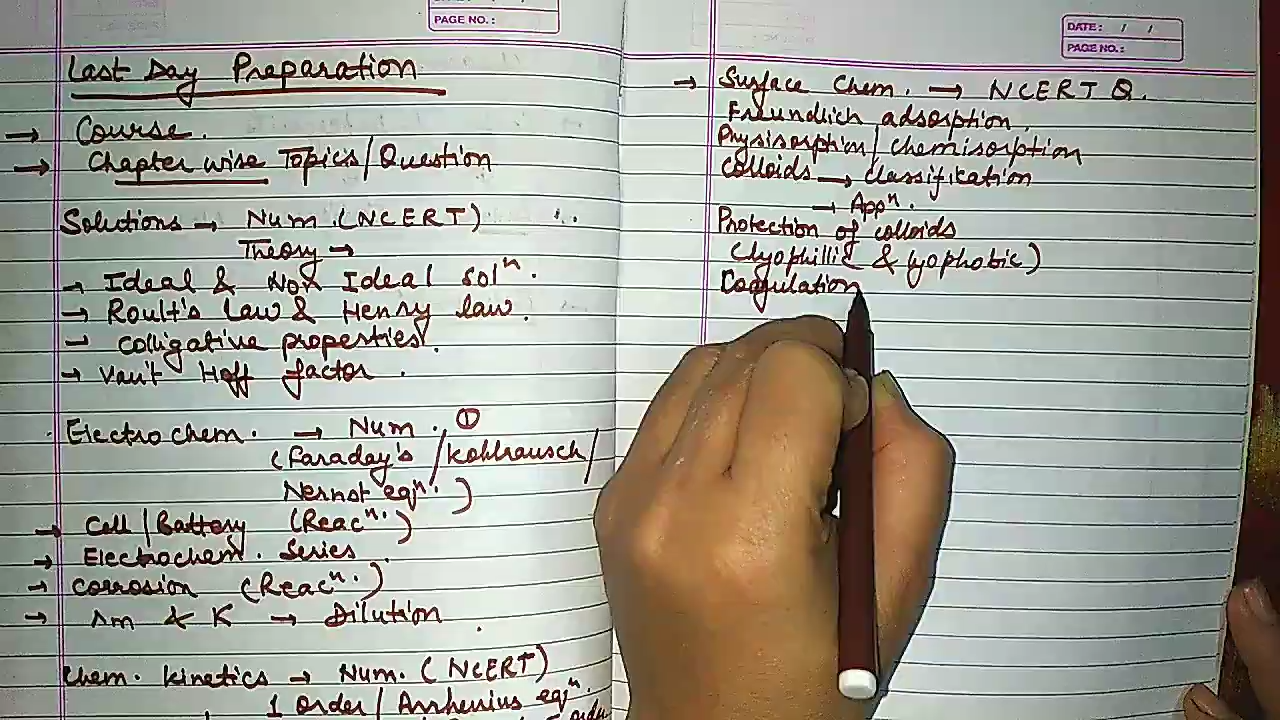 PAGE NO.:
Last Day Preparation
→ Course.
→ Chapter wise Topics/Question
Solutions → Num. (NCERT)
Theory →
→ Ideal & Non Ideal solⁿ.
→ Roult's Law & Henry law.
→ Colligative properties.
→ Van't Hoff factor.
Electrochem. → Num. ①
(Faraday's/Kohlrausch/
Nernst eqⁿ.)
→ Cell/Battery (Reacⁿ.)
→ Electrochem. Series
→ Corrosion (Reacⁿ.)
→ Λm & K → Dilution.
Chem. kinetics → Num. (NCERT)
1 order/Arrhenius eqⁿ.
order
DATE: / /
PAGE NO.:
→ Surface Chem. → NCERT Q.
Freundlich adsorption.
Physisorption/Chemisorption
Colloids → Classification
→ Appⁿ.
Protection of colloids
(lyophillic & lyophobic)
Coagulation